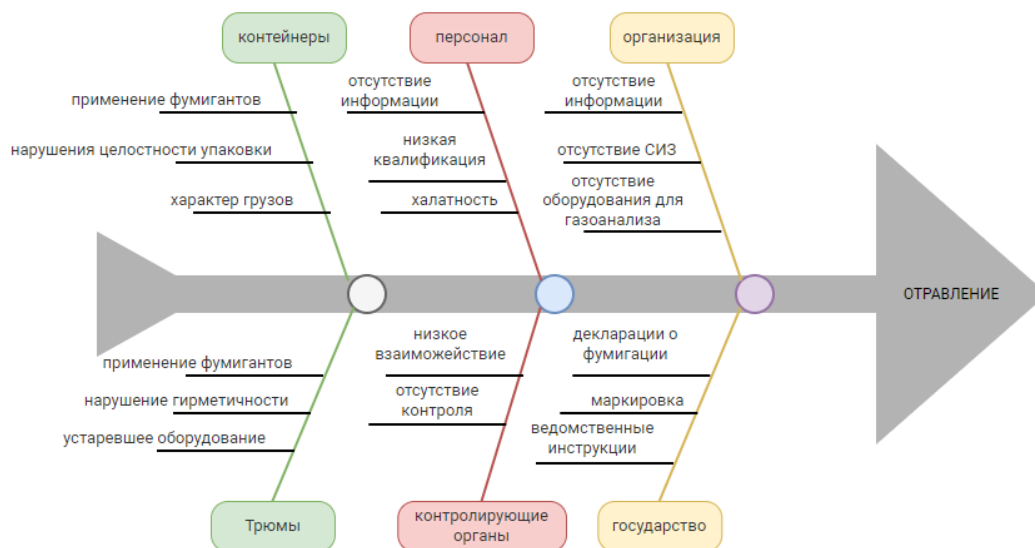 контейнеры
персонал
организация
применение фумигантов
нарушения целостности упаковки
характер грузов
отсутствие
информации
низкая
квалификация
халатность
отсутствие
информации
отсутствие СИЗ
отсутствие
оборудования для
газоанализа
ОТРАВЛЕНИЕ
применение фумигантов
нарушение гирметичности
устаревшее оборудование
низкое
взаиможействие
отсутствие
контроля
декларации о
фумигации
маркировка
ведомственные
инструкции
Трюмы
контролирующие
органы
государство